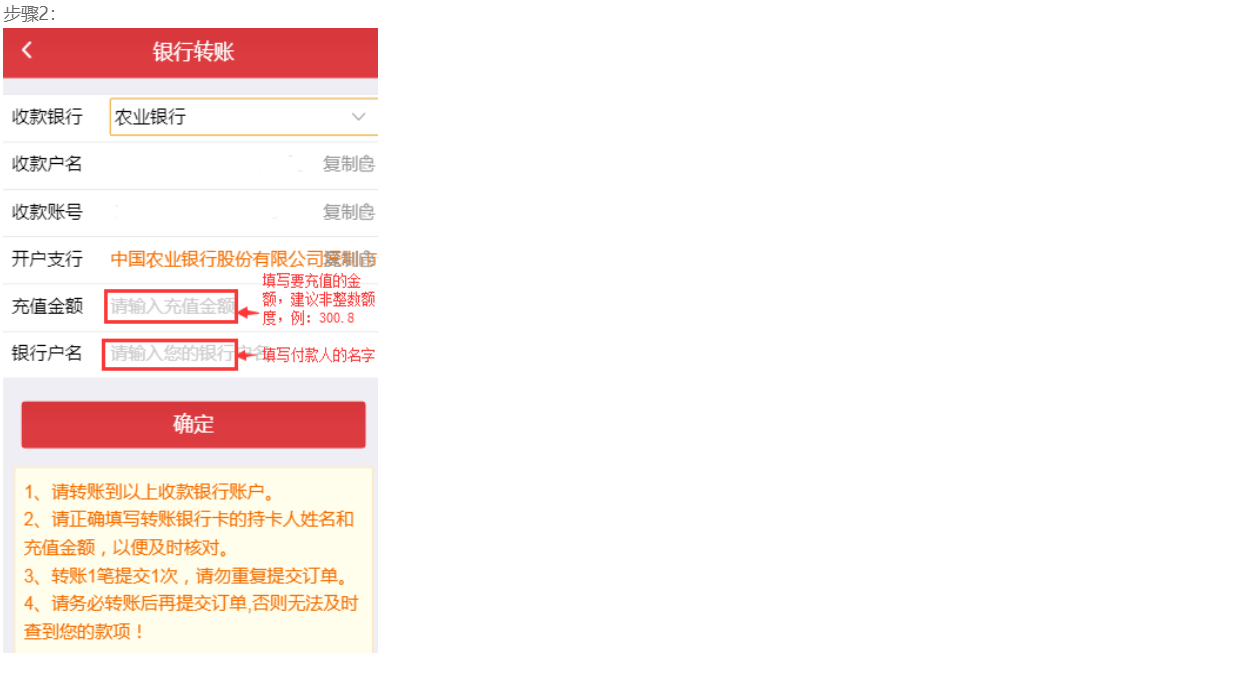 步骤2：
银行转账
收款银行 农业银行
收款户名 复制
收款账号 复制
开户支行 中国农业银行股份有限公司深圳市
填写要充值的金
额，建议非整数额
度，例：300.8
充值金额 请输入充值金额
银行户名 请输入您的银行户名
填写付款人的名字
确定
1、请转账到以上收款银行账户。
2、请正确填写转账银行卡的持卡人姓名和
充值金额，以便及时核对。
3、转账1笔提交1次，请勿重复提交订单。
4、请务必转账后再提交订单,否则无法及时
查到您的款项！